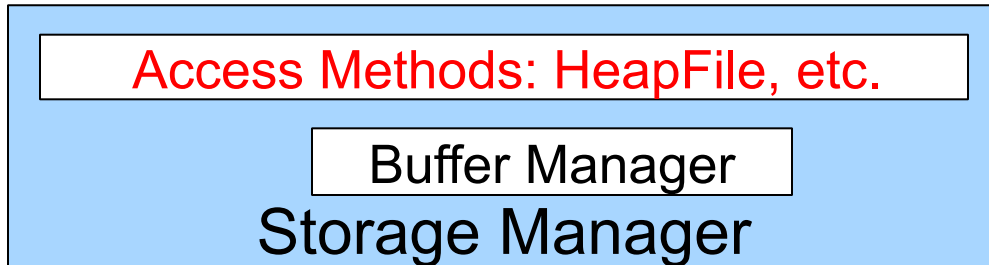 Access Methods: HeapFile, etc.
Buffer Manager
Storage Manager